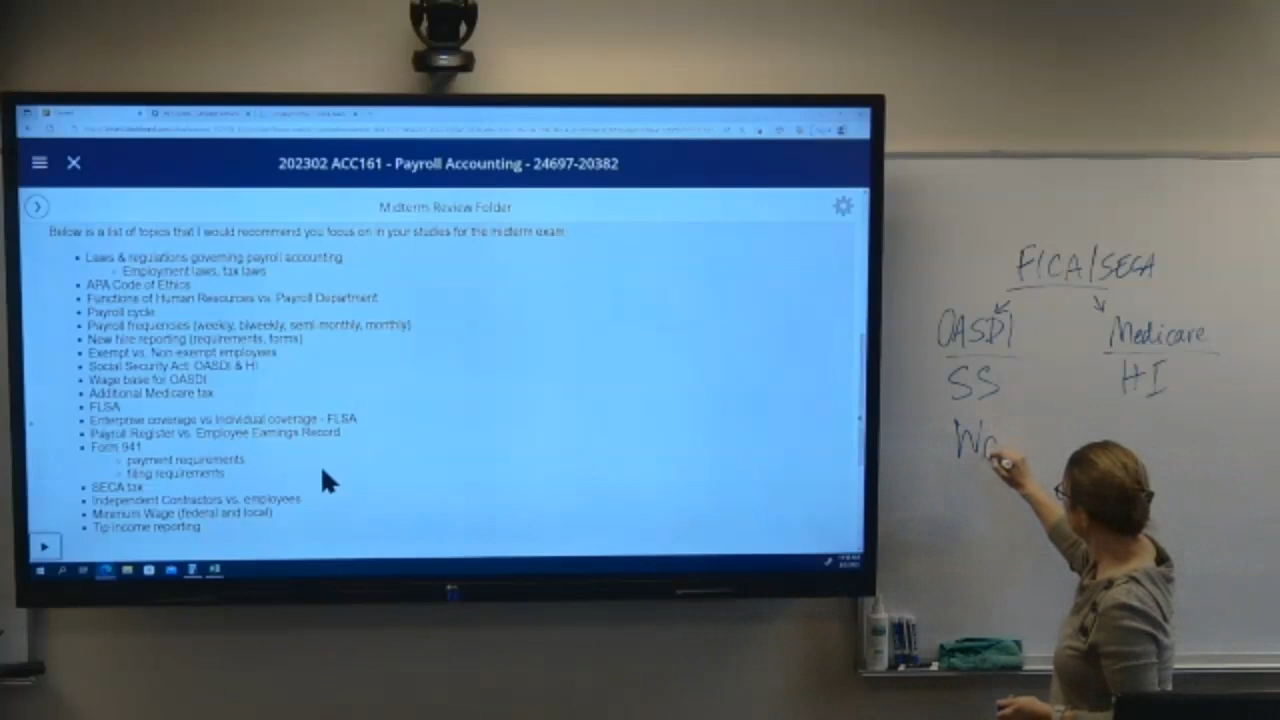 202302 ACC161 - Payroll Accounting - 24697-20382
Midterm Review Folder
Below is a list of topics that I would recommend you focus on in your studies for the midterm exam:
Laws & regulations governing payroll accounting
Employment laws, tax laws
APA Code of Ethics
Functions of Human Resources vs. Payroll Department
Payroll cycle
Payroll frequencies (weekly, biweekly, semi-monthly, monthly)
New hire reporting (requirements, forms)
Exempt vs. Non-exempt employees
Social Security Act: OASDI & HI
Wage base for OASDI
Additional Medicare tax
FLSA
Enterprise coverage vs Individual coverage - FLSA
Payroll Register vs. Employee Earnings Record
Form 941
payment requirements
filing requirements
SECA tax
Independent Contractors vs. employees
Minimum Wage (federal and local)
Tip income reporting
FICA/SECA
OASDI Medicare
SS HI
Wa